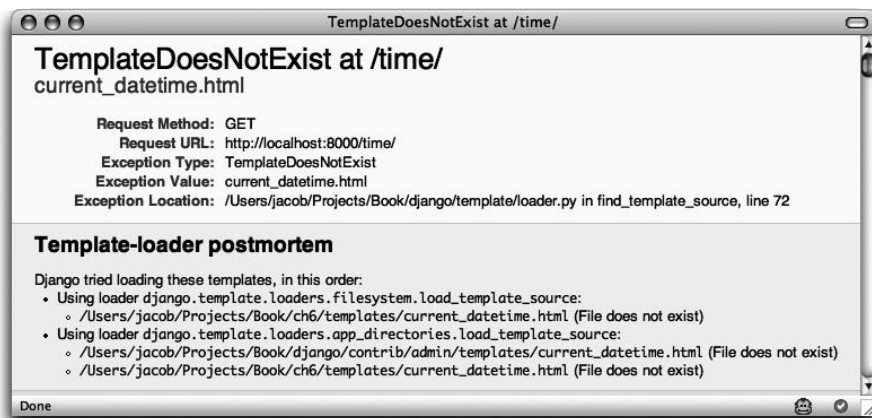 TemplateDoesNotExist at /time/
TemplateDoesNotExist at /time/
current_datetime.html
Request Method: GET
Request URL: http://localhost:8000/time/
Exception Type: TemplateDoesNotExist
Exception Value: current_datetime.html
Exception Location: /Users/jacob/Projects/Book/django/template/loader.py in find_template_source, line 72
Template-loader postmortem
Django tried loading these templates, in this order:
• Using loader django.template.loaders.filesystem.load_template_source:
◦ /Users/jacob/Projects/Book/ch6/templates/current_datetime.html (File does not exist)
• Using loader django.template.loaders.app_directories.load_template_source:
◦ /Users/jacob/Projects/Book/django/contrib/admin/templates/current_datetime.html (File does not exist)
◦ /Users/jacob/Projects/Book/ch6/templates/current_datetime.html (File does not exist)
Done